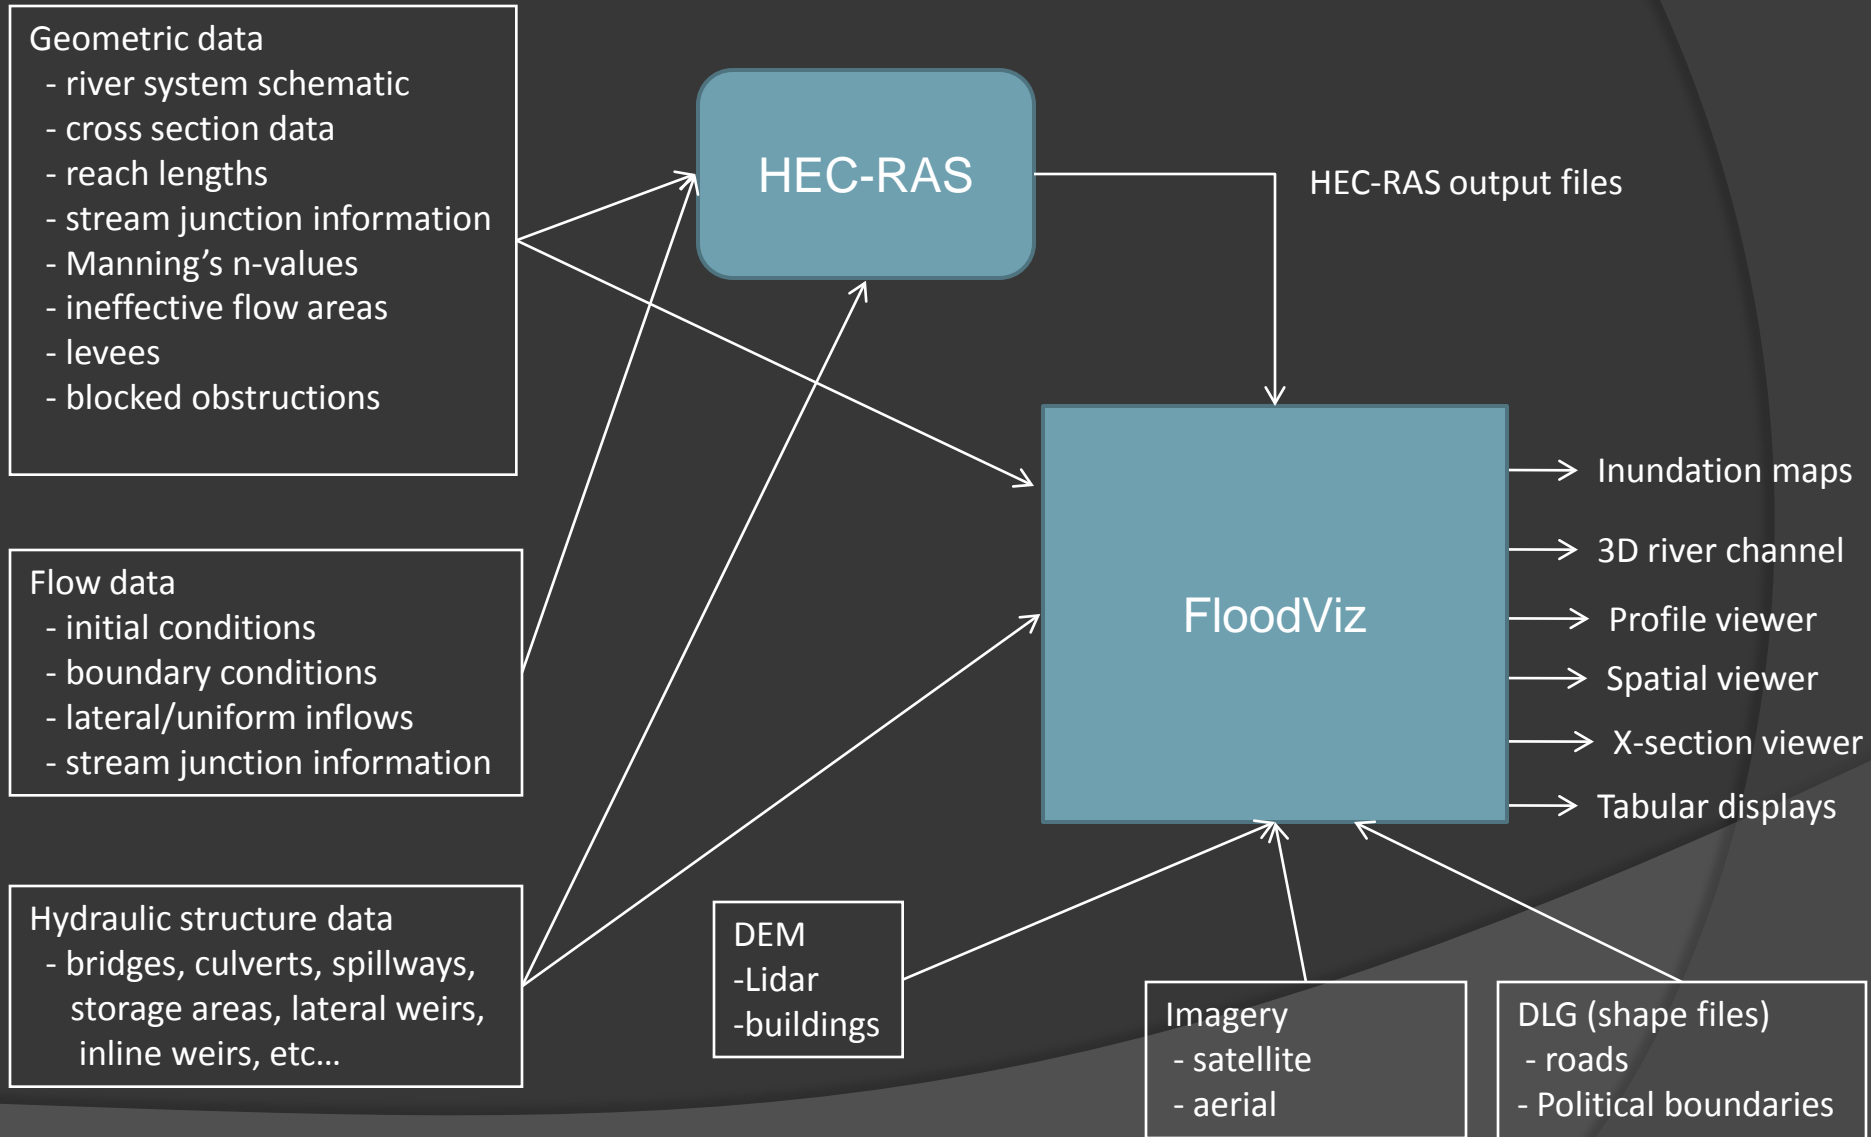 Geometric data
- river system schematic
- cross section data
- reach lengths
- stream junction information
- Manning’s n-values
- ineffective flow areas
- levees
- blocked obstructions
HEC-RAS
HEC-RAS output files
Flow data
- initial conditions
- boundary conditions
- lateral/uniform inflows
- stream junction information
FloodViz
Inundation maps
3D river channel
Profile viewer
Spatial viewer
X-section viewer
Tabular displays
Hydraulic structure data
- bridges, culverts, spillways,
storage areas, lateral weirs,
inline weirs, etc…
DEM
-Lidar
-buildings
Imagery
- satellite
- aerial
DLG (shape files)
- roads
- Political boundaries